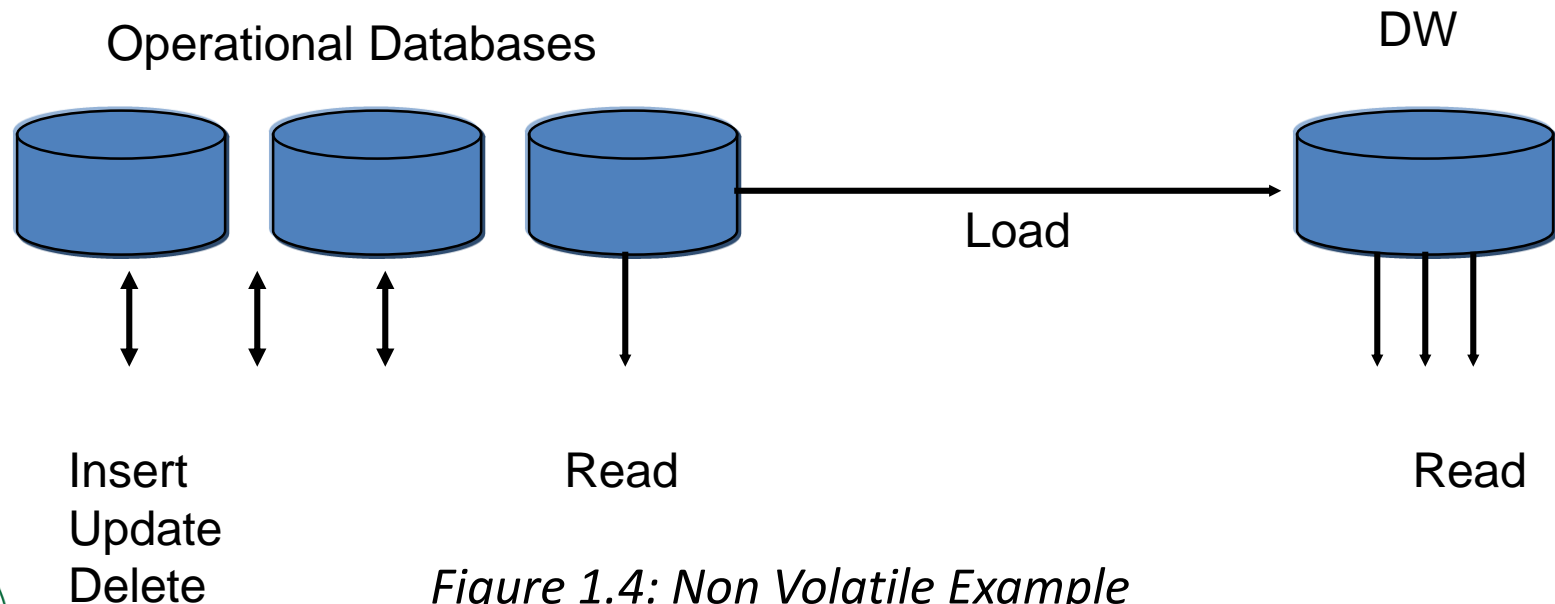 Operational Databases
DW
Load
Insert
Update
Delete
Read
Read
Figure 1.4: Non Volatile Example